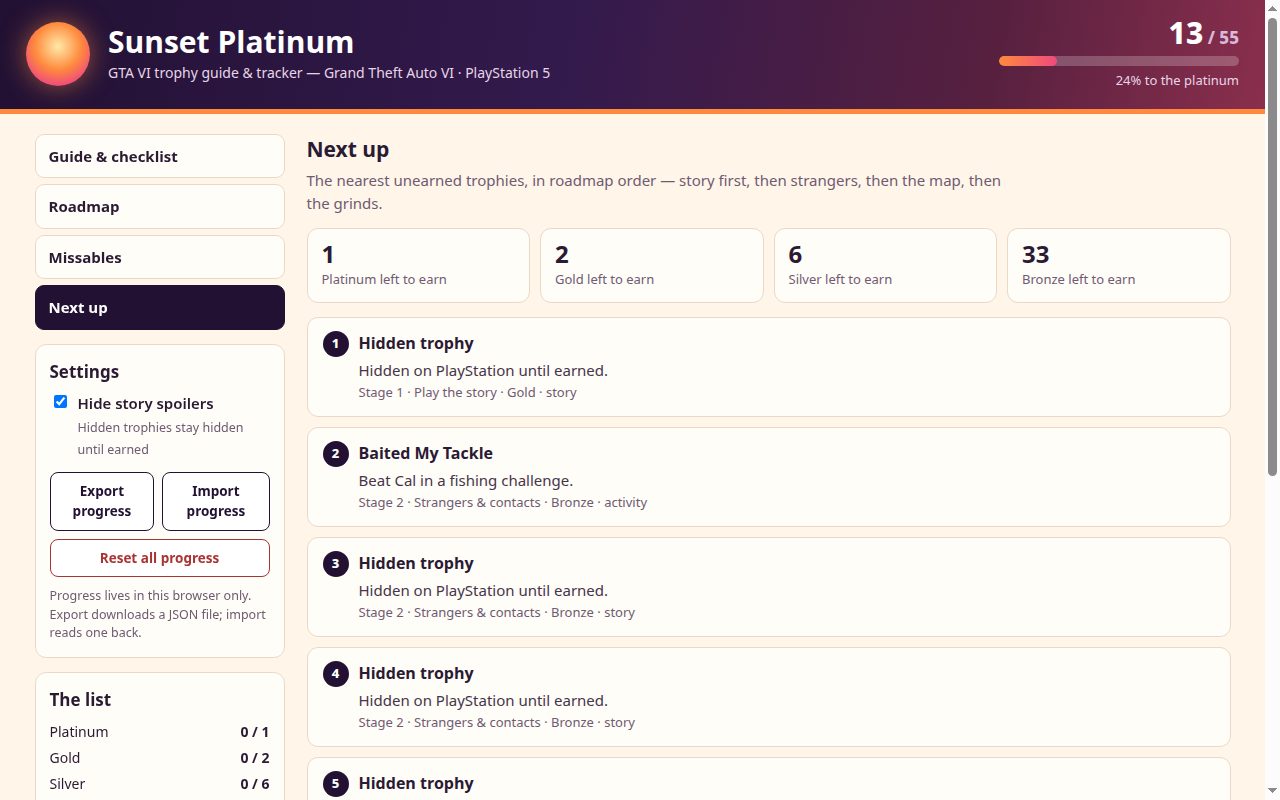 Sunset Platinum
GTA VI trophy guide & tracker — Grand Theft Auto VI · PlayStation 5
13 / 55
24% to the platinum
Guide & checklist
Roadmap
Missables
Next up
Settings
Hide story spoilers
Hidden trophies stay hidden
until earned
Export
progress
Import
progress
Reset all progress
Progress lives in this browser only.
Export downloads a JSON file; import
reads one back.
The list
Platinum 0 / 1
Gold 0 / 2
Silver 0 / 6
Next up
The nearest unearned trophies, in roadmap order — story first, then strangers, then the map, then
the grinds.
1
Platinum left to earn
2
Gold left to earn
6
Silver left to earn
33
Bronze left to earn
1 Hidden trophy
Hidden on PlayStation until earned.
Stage 1 · Play the story · Gold · story
2 Baited My Tackle
Beat Cal in a fishing challenge.
Stage 2 · Strangers & contacts · Bronze · activity
3 Hidden trophy
Hidden on PlayStation until earned.
Stage 2 · Strangers & contacts · Bronze · story
4 Hidden trophy
Hidden on PlayStation until earned.
Stage 2 · Strangers & contacts · Bronze · story
5 Hidden trophy